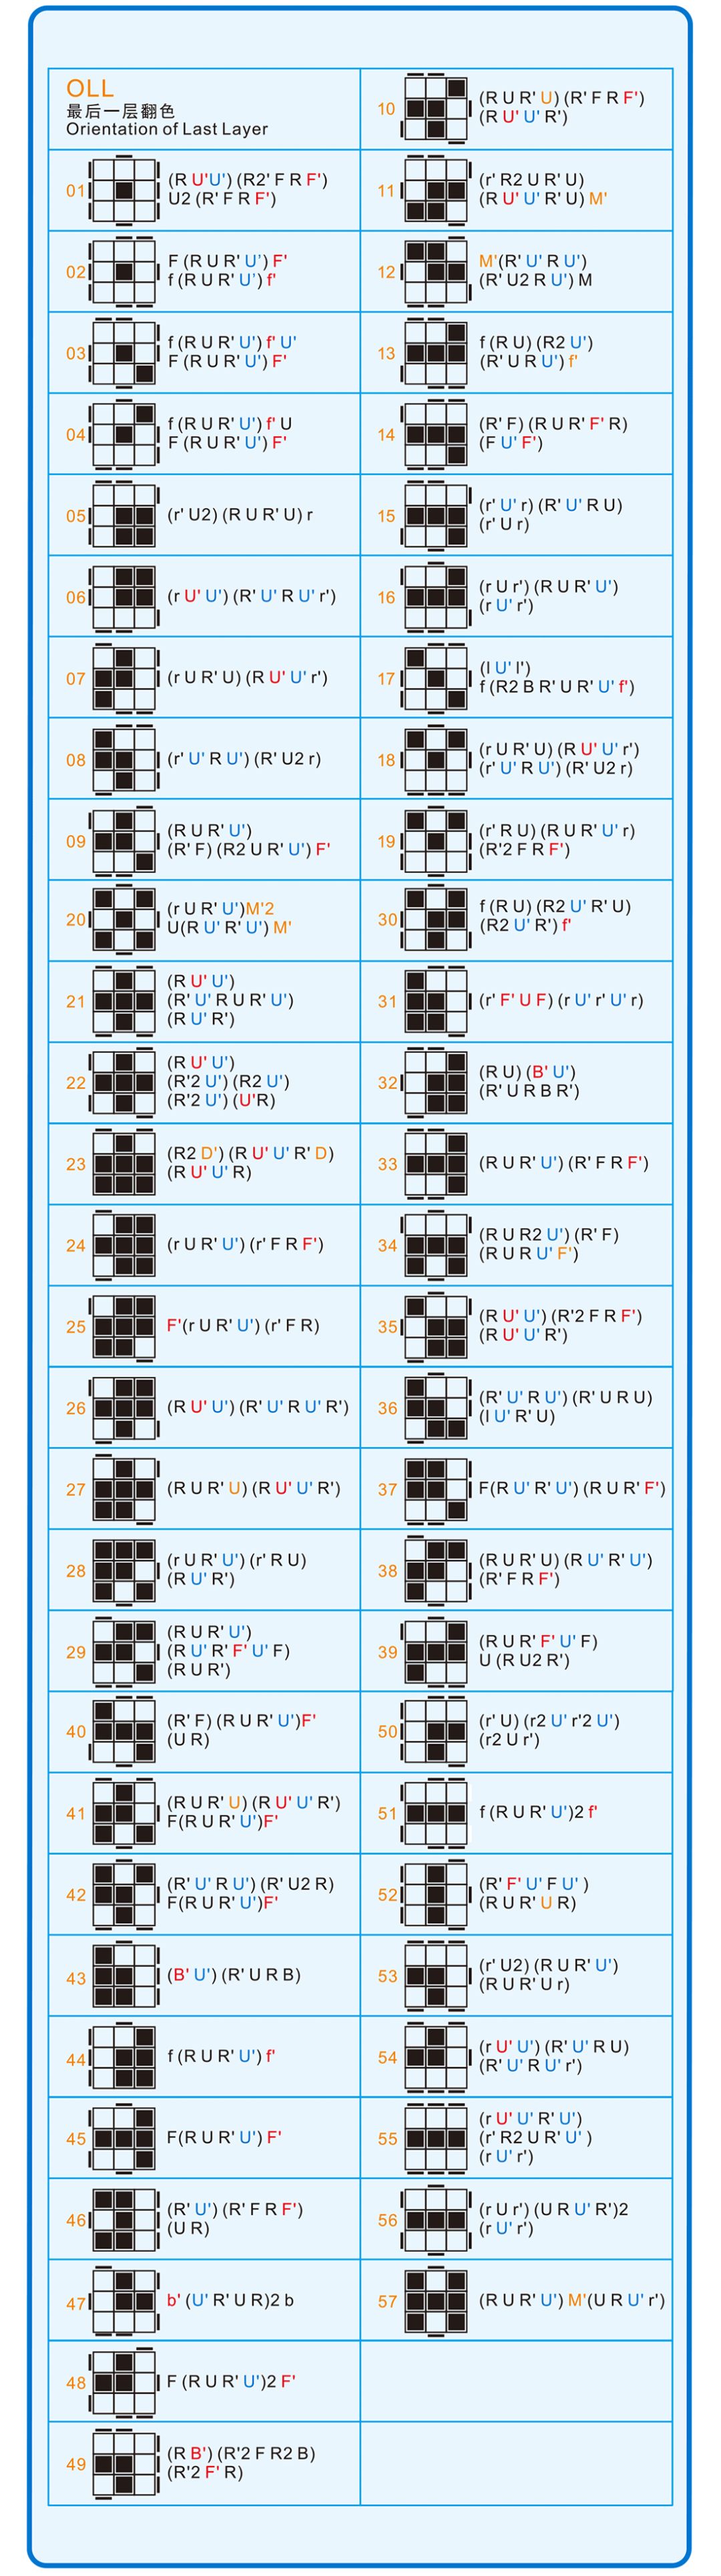 OLL
最后一层翻色
Orientation of Last Layer
10
(R U R' U) (R' F R F')
(R U' U' R')
01
(R U'U') (R2' F R F')
U2 (R' F R F')
11
(r' R2 U R' U)
(R U' U' R' U) M'
02
F (R U R' U') F'
f (R U R' U') f'
12
M'(R' U' R U')
(R' U2 R U') M
03
f (R U R' U') f' U'
F (R U R' U') F'
13
f (R U) (R2 U')
(R' U R U') f'
04
f (R U R' U') f' U
F (R U R' U') F'
14
(R' F) (R U R' F' R)
(F U' F')
05
(r' U2) (R U R' U) r
15
(r' U' r) (R' U' R U)
(r' U r)
06
(r U' U') (R' U' R U' r')
16
(r U r') (R U R' U')
(r U' r')
07
(r U R' U) (R U' U' r')
17
(l U' l')
f (R2 B R' U R' U' f')
08
(r' U' R U') (R' U2 r)
18
(r U R' U) (R U' U' r')
(r' U' R U') (R' U2 r)
09
(R U R' U')
(R' F) (R2 U R' U') F'
19
(r' R U) (R U R' U' r)
(R'2 F R F')
20
(r U R' U')M'2
U(R U' R' U') M'
30
f (R U) (R2 U' R' U)
(R2 U' R') f'
21
(R U' U')
(R' U' R U R' U')
(R U' R')
31
(r' F' U F) (r U' r' U' r)
22
(R U' U')
(R'2 U') (R2 U')
(R'2 U') (U'R)
32
(R U) (B' U')
(R' U R B R')
23
(R2 D') (R U' U' R' D)
(R U' U' R)
33
(R U R' U') (R' F R F')
24
(r U R' U') (r' F R F')
34
(R U R2 U') (R' F)
(R U R U' F')
25
F'(r U R' U') (r' F R)
35
(R U' U') (R'2 F R F')
(R U' U' R')
26
(R U' U') (R' U' R U' R')
36
(R' U' R U') (R' U R U)
(l U' R' U)
27
(R U R' U) (R U' U' R')
37
F(R U' R' U') (R U R' F')
28
(r U R' U') (r' R U)
(R U' R')
38
(R U R' U) (R U' R' U')
(R' F R F')
29
(R U R' U')
(R U' R' F' U' F)
(R U R')
39
(R U R' F' U' F)
U (R U2 R')
40
(R' F) (R U R' U')F'
(U R)
50
(r' U) (r2 U' r'2 U')
(r2 U r')
41
(R U R' U) (R U' U' R')
F(R U R' U')F'
51
f (R U R' U')2 f'
42
(R' U' R U') (R' U2 R)
F(R U R' U')F'
52
(R' F' U' F U' )
(R U R' U R)
43
(B' U') (R' U R B)
53
(r' U2) (R U R' U')
(R U R' U r)
44
f (R U R' U') f'
54
(r U' U') (R' U' R U)
(R' U' R U' r')
45
F(R U R' U') F'
55
(r U' U' R' U')
(r' R2 U R' U' )
(r U' r')
46
(R' U') (R' F R F')
(U R)
56
(r U r') (U R U' R')2
(r U' r')
47
b' (U' R' U R)2 b
57
(R U R' U') M'(U R U' r')
48
F (R U R' U')2 F'
49
(R B') (R'2 F R2 B)
(R'2 F' R)